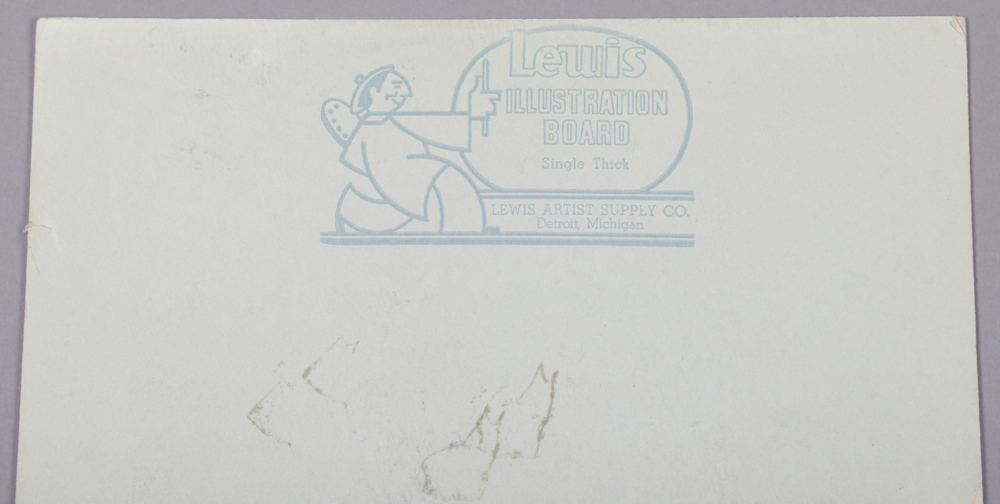 Lewis
ILLUSTRATION
BOARD
Single Thick
LEWIS ARTIST SUPPLY CO.
Detroit, Michigan